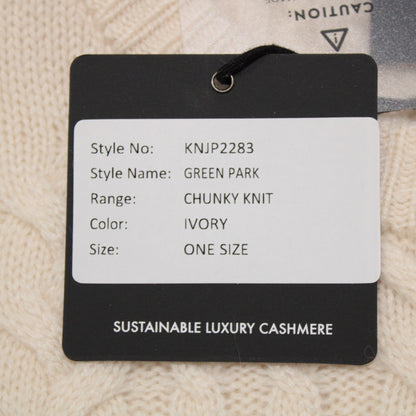 CAUTION:
Style No: KNJP2283
Style Name: GREEN PARK
Range: CHUNKY KNIT
Color: IVORY
Size: ONE SIZE
SUSTAINABLE LUXURY CASHMERE